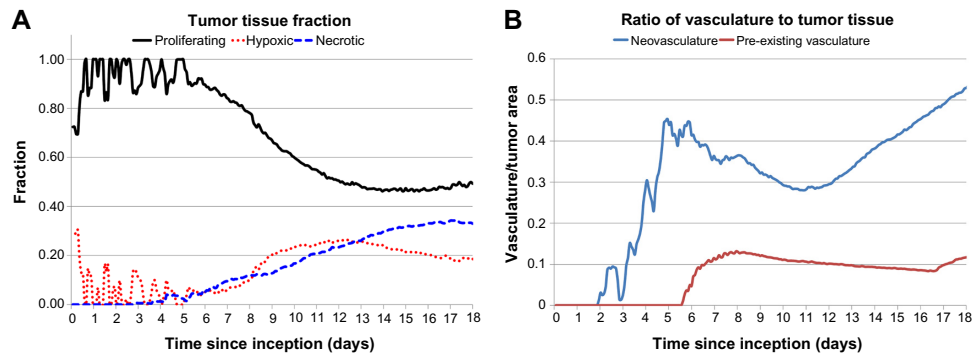 A
Tumor tissue fraction
Proliferating Hypoxic Necrotic
1.00
0.80
0.60
0.40
0.20
0.00
Fraction
0 1 2 3 4 5 6 7 8 9 10 11 12 13 14 15 16 17 18
Time since inception (days)
B
Ratio of vasculature to tumor tissue
Neovasculature Pre-existing vasculature
0.6
0.5
0.4
0.3
0.2
0.1
0
Vasculature/tumor area
0 1 2 3 4 5 6 7 8 9 10 11 12 13 14 15 16 17 18
Time since inception (days)